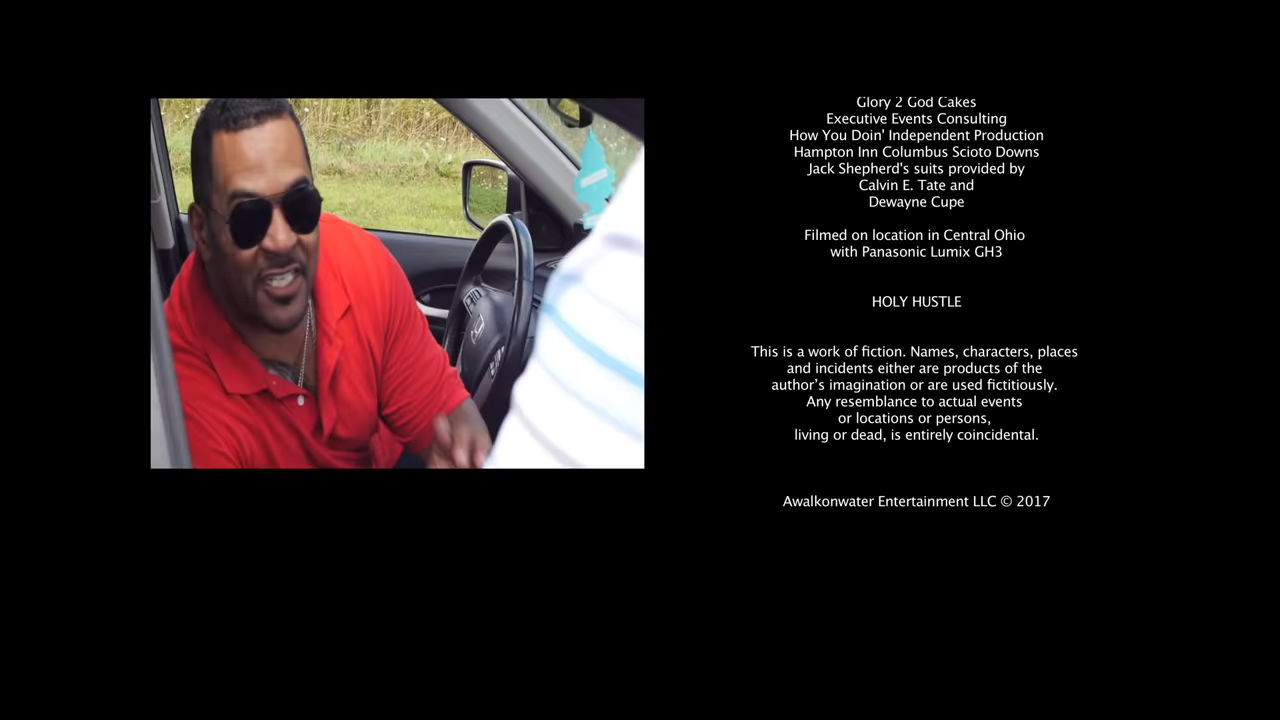 Glory 2 God Cakes
Executive Events Consulting
How You Doin' Independent Production
Hampton Inn Columbus Scioto Downs
Jack Shepherd's suits provided by
Calvin E. Tate and
Dewayne Cupe
Filmed on location in Central Ohio
with Panasonic Lumix GH3
HOLY HUSTLE
This is a work of fiction. Names, characters, places
and incidents either are products of the
author’s imagination or are used fictitiously.
Any resemblance to actual events
or locations or persons,
living or dead, is entirely coincidental.
Awalkonwater Entertainment LLC © 2017